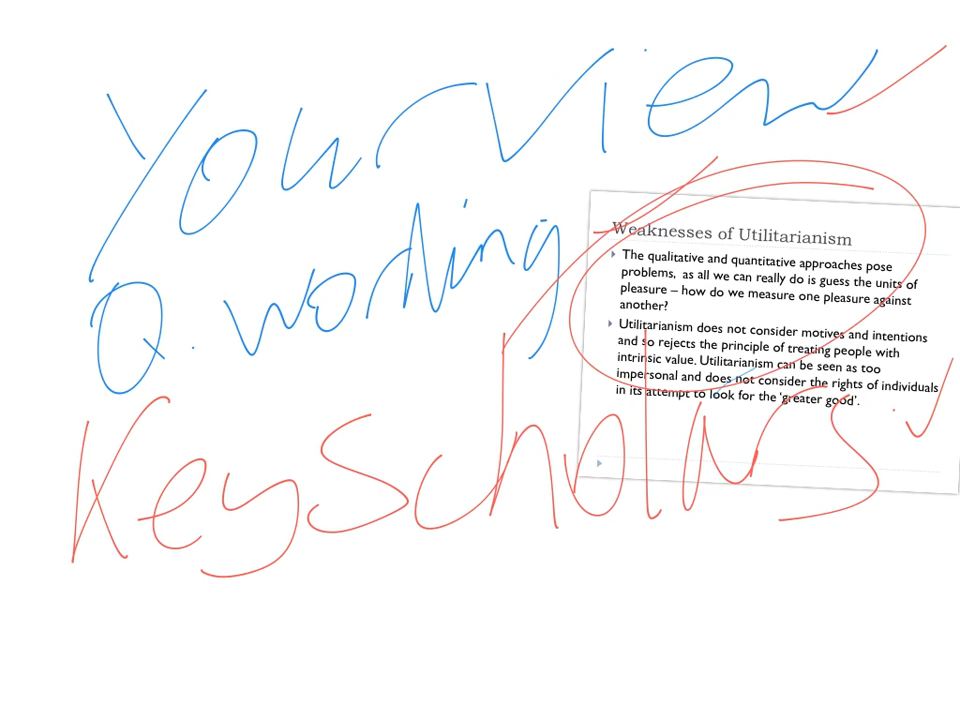 Your View
Q. wording
Key Scholars
Weaknesses of Utilitarianism
The qualitative and quantitative approaches pose
problems, as all we can really do is guess the units of
pleasure – how do we measure one pleasure against
another?
Utilitarianism does not consider motives and intentions
and so rejects the principle of treating people with
intrinsic value. Utilitarianism can be seen as too
impersonal and does not consider the rights of individuals
in its attempt to look for the 'greater good'.